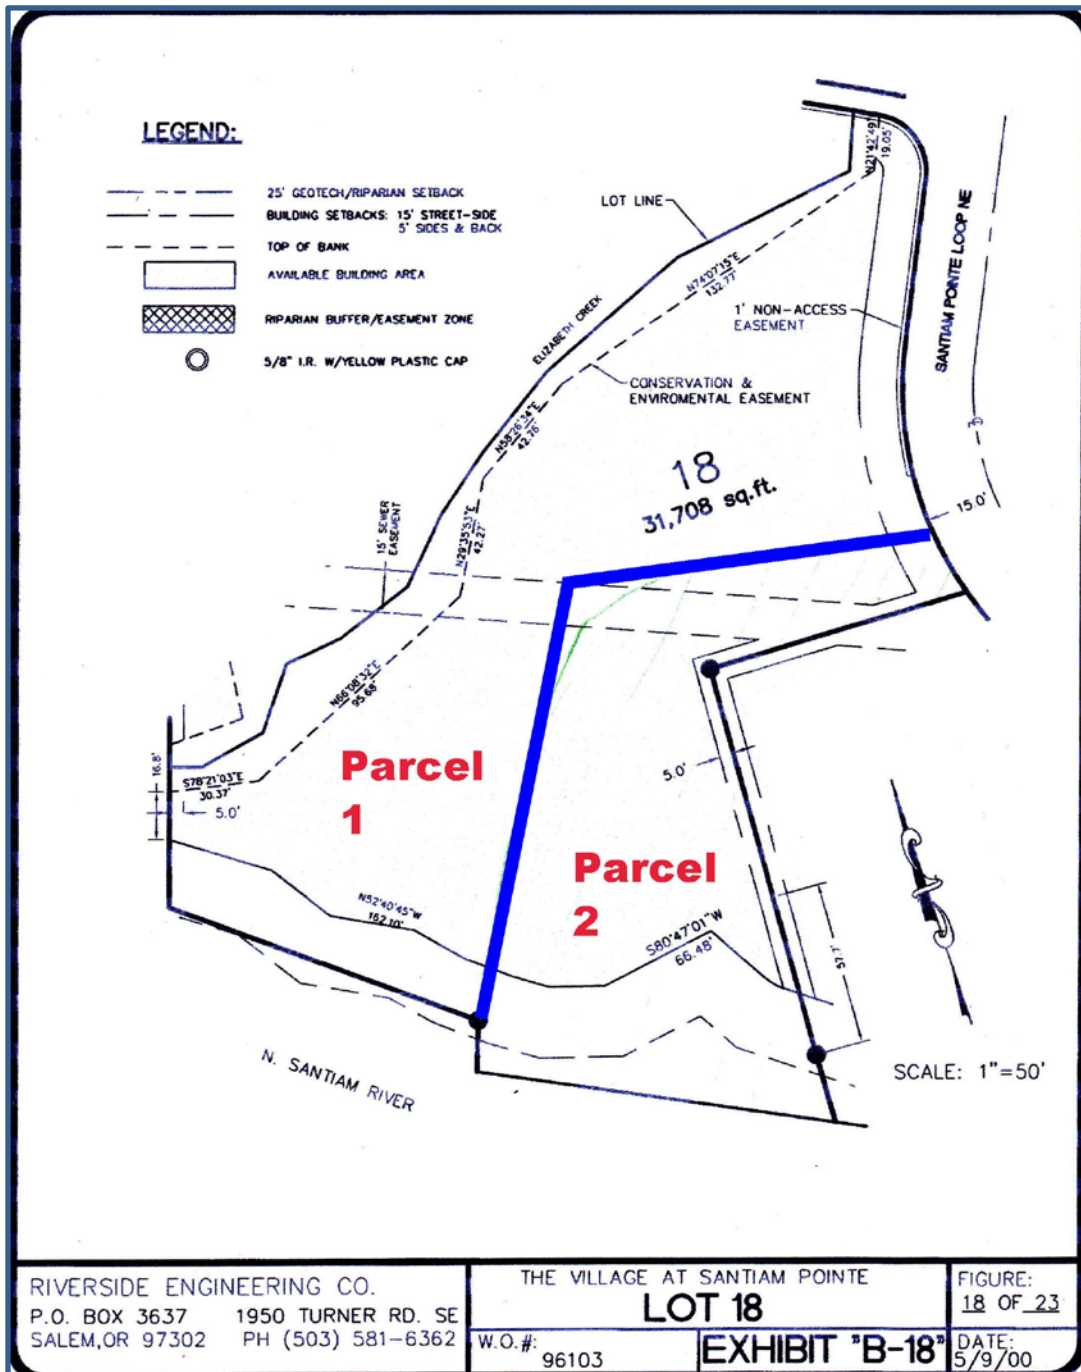 LEGEND:
25' GEOTECH/RIPARIAN SETBACK
BUILDING SETBACKS: 15' STREET-SIDE
5' SIDES & BACK
TOP OF BANK
AVAILABLE BUILDING AREA
RIPARIAN BUFFER/EASEMENT ZONE
5/8" I.R. W/YELLOW PLASTIC CAP
N21°42'49"
19.05'
LOT LINE
SANTIAM POINTE LOOP NE
N74°07'15"E
132.77'
1' NON-ACCESS
EASEMENT
ELIZABETH CREEK
CONSERVATION &
ENVIROMENTAL EASEMENT
N58°26'34"E
42.76'
18
31,708 sq.ft.
15.0'
15' SEWER
EASEMENT
N29°35'53"E
42.27'
N66°08'32"E
95.68'
16.8'
S78°21'03"E
30.37'
5.0'
Parcel
1
5.0'
Parcel
2
N52°40'45"W
162.10'
S80°47'01"W
66.48'
57.7'
N. SANTIAM RIVER
SCALE: 1"=50'
RIVERSIDE ENGINEERING CO.
P.O. BOX 3637 1950 TURNER RD. SE
SALEM,OR 97302 PH (503) 581-6362
THE VILLAGE AT SANTIAM POINTE
LOT 18
W.O.#:
96103
EXHIBIT "B-18"
FIGURE:
18 OF 23
DATE:
5/9/00